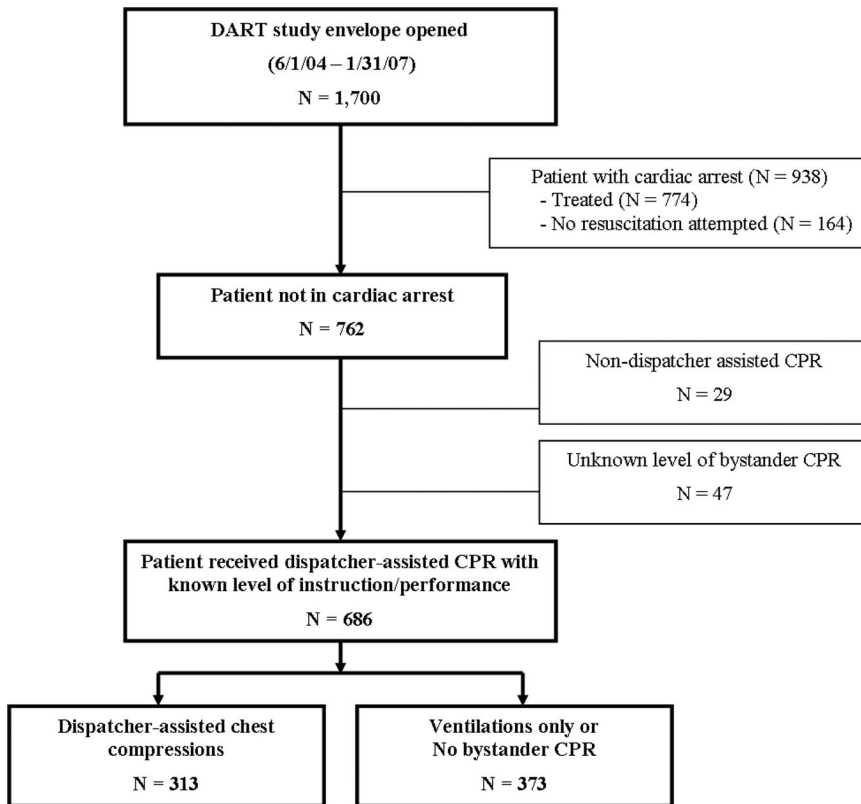 DART study envelope opened
(6/1/04 – 1/31/07)
N = 1,700
Patient with cardiac arrest (N = 938)
- Treated (N = 774)
- No resuscitation attempted (N = 164)
Patient not in cardiac arrest
N = 762
Non-dispatcher assisted CPR
N = 29
Unknown level of bystander CPR
N = 47
Patient received dispatcher-assisted CPR with
known level of instruction/performance
N = 686
Dispatcher-assisted chest
compressions
N = 313
Ventilations only or
No bystander CPR
N = 373